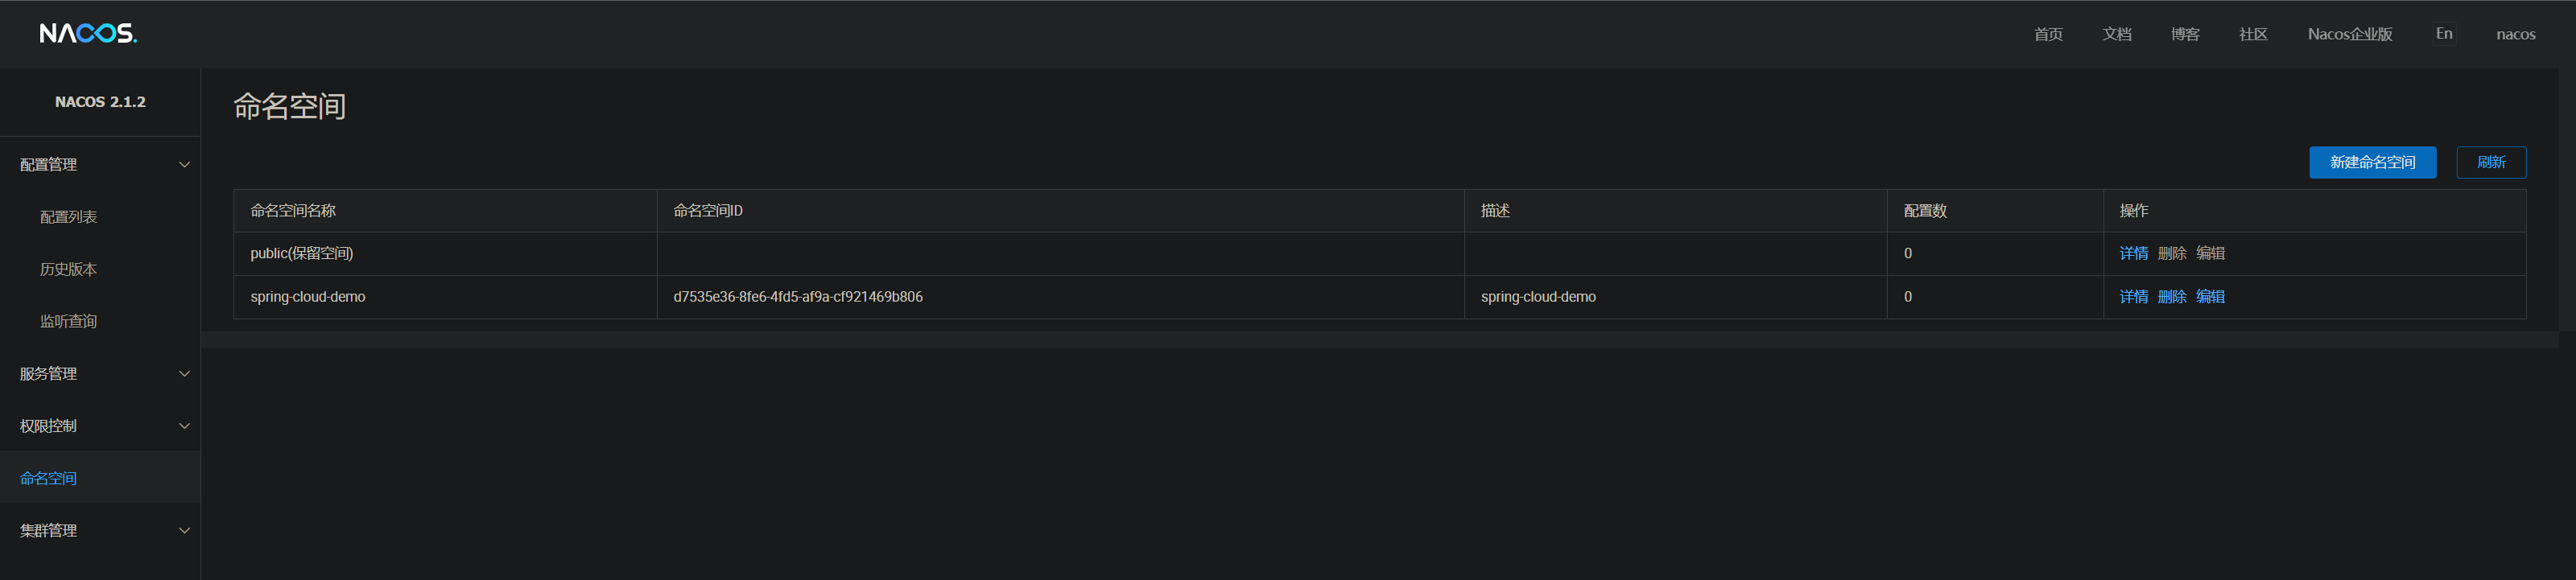 NACOS.
首页 文档 博客 社区 Nacos企业版 En nacos
NACOS 2.1.2
配置管理
配置列表
历史版本
监听查询
服务管理
权限控制
命名空间
集群管理
命名空间
新建命名空间 刷新
命名空间名称 命名空间ID 描述 配置数 操作
public(保留空间) 0 详情 删除 编辑
spring-cloud-demo d7535e36-8fe6-4fd5-af9a-cf921469b806 spring-cloud-demo 0 详情 删除 编辑